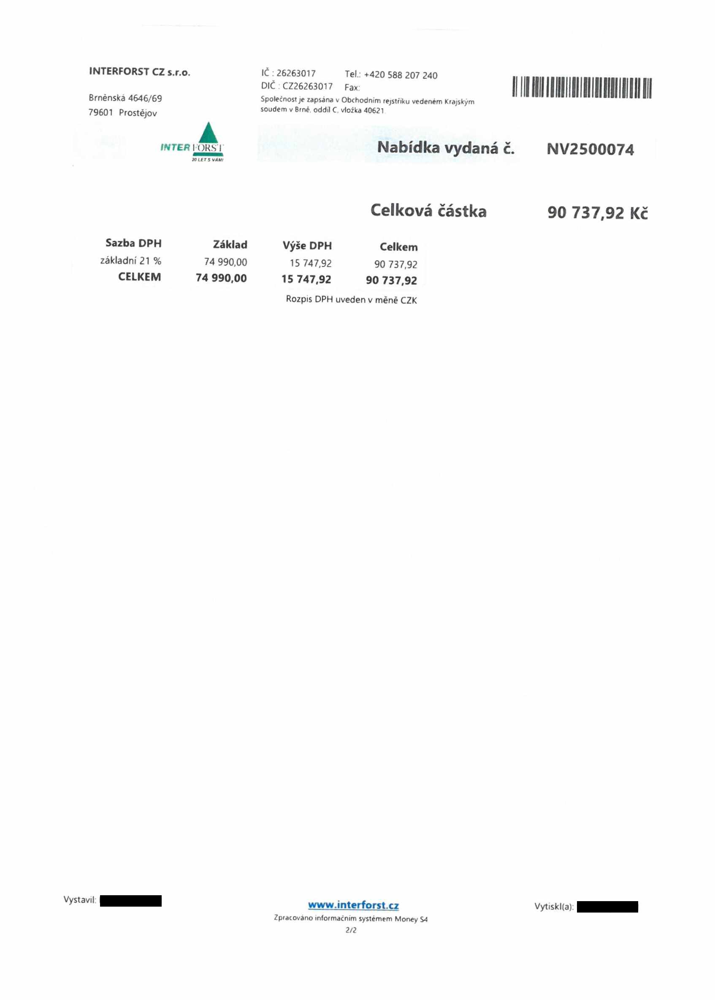 INTERFORST CZ s.r.o.
Brněnská 4646/69
79601 Prostějov
IČ : 26263017 Tel.: +420 588 207 240
DIČ : CZ26263017 Fax:
Společnost je zapsána v Obchodním rejstříku vedeném Krajským
soudem v Brně, oddíl C, vložka 40621
INTERFORST
20 LET S VÁMI
Nabídka vydaná č. NV2500074
Celková částka 90 737,92 Kč
Sazba DPH Základ Výše DPH Celkem
základní 21 % 74 990,00 15 747,92 90 737,92
CELKEM 74 990,00 15 747,92 90 737,92
Rozpis DPH uveden v měně CZK
Vystavil:
www.interforst.cz
Vytiskl(a):
Zpracováno informačním systémem Money S4
2/2